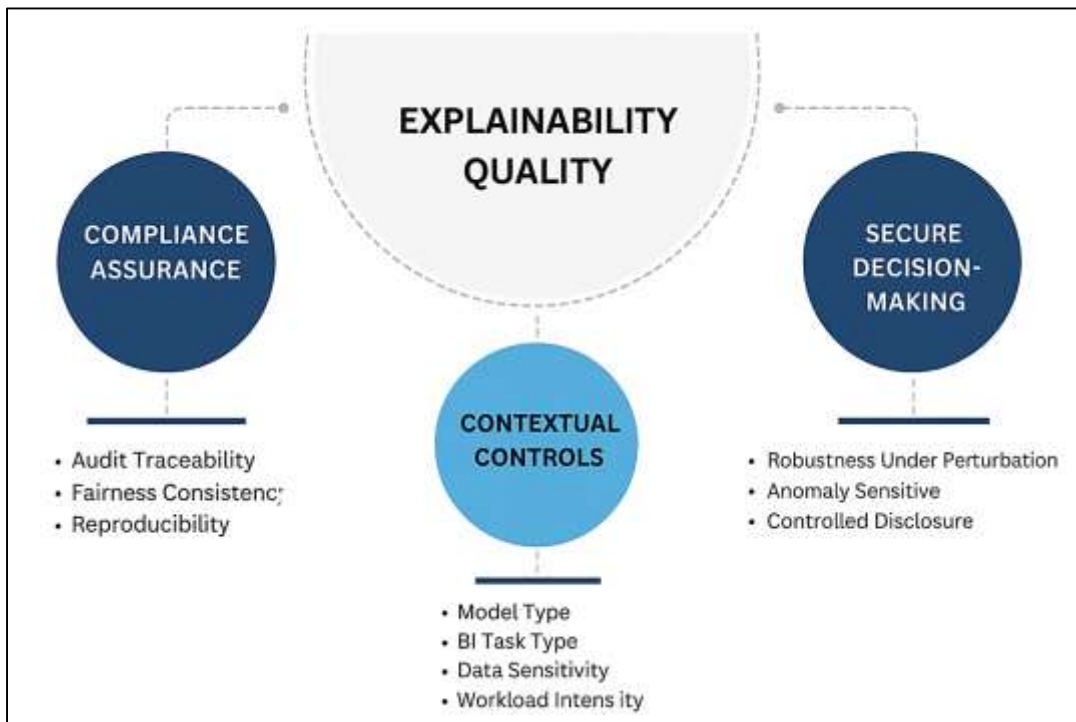 EXPLAINABILITY
QUALITY
COMPLIANCE
ASSURANCE
• Audit Traceability
• Fairness Consistency
• Reproducibility
CONTEXTUAL
CONTROLS
• Model Type
• BI Task Type
• Data Sensitivity
• Workload Intens ity
SECURE
DECISION-
MAKING
• Robustness Under Perturbation
• Anomaly Sensitive
• Controlled Disclosure